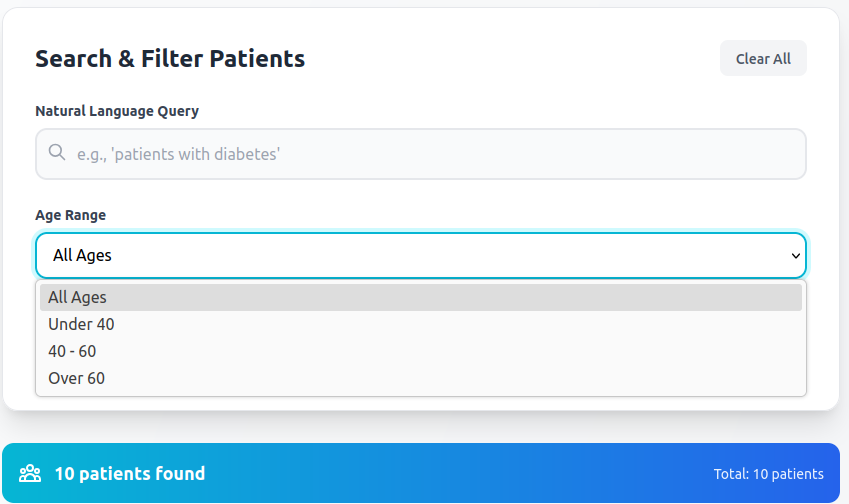 Search & Filter Patients
Clear All
Natural Language Query
e.g., 'patients with diabetes'
Age Range
All Ages
All Ages
Under 40
40 - 60
Over 60
10 patients found
Total: 10 patients